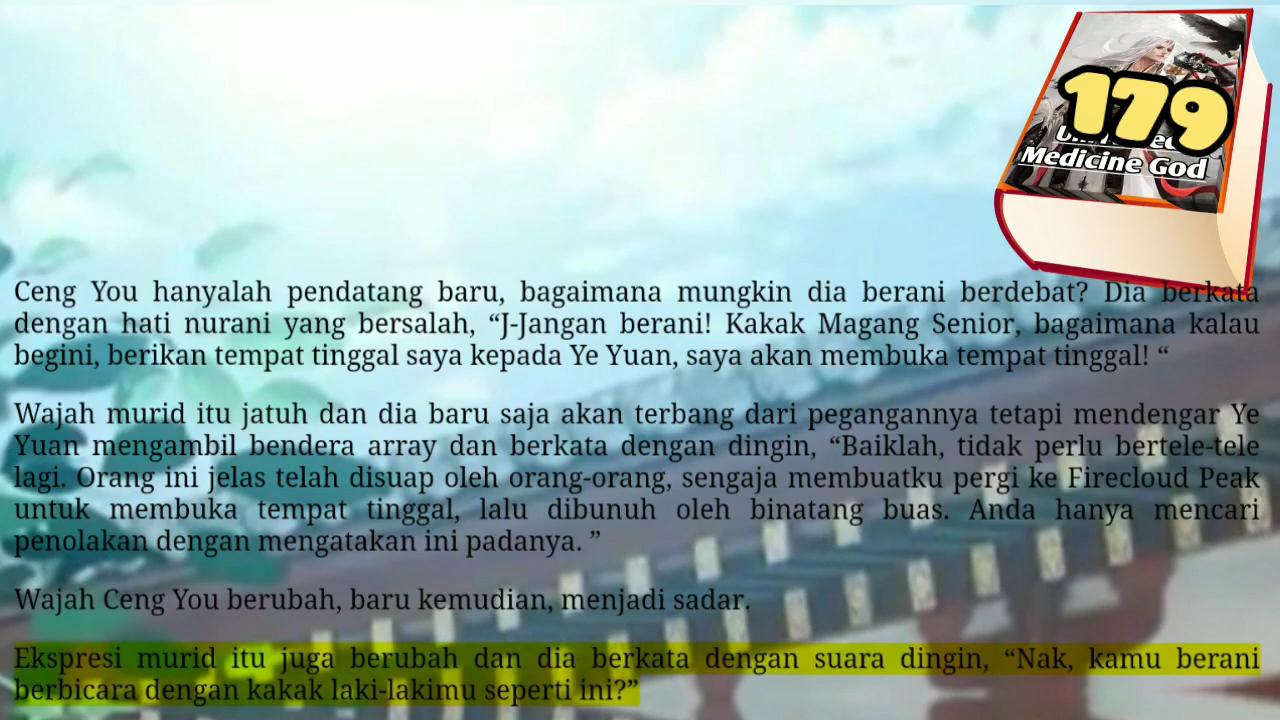 179
Medicine God
Ceng You hanyalah pendatang baru, bagaimana mungkin dia berani berdebat? Dia berkata
dengan hati nurani yang bersalah, “J-Jangan berani! Kakak Magang Senior, bagaimana kalau
begini, berikan tempat tinggal saya kepada Ye Yuan, saya akan membuka tempat tinggal! “
Wajah murid itu jatuh dan dia baru saja akan terbang dari pegangannya tetapi mendengar Ye
Yuan mengambil bendera array dan berkata dengan dingin, “Baiklah, tidak perlu bertele-tele
lagi. Orang ini jelas telah disuap oleh orang-orang, sengaja membuatku pergi ke Firecloud Peak
untuk membuka tempat tinggal, lalu dibunuh oleh binatang buas. Anda hanya mencari
penolakan dengan mengatakan ini padanya. ”
Wajah Ceng You berubah, baru kemudian, menjadi sadar.
Ekspresi murid itu juga berubah dan dia berkata dengan suara dingin, “Nak, kamu berani
berbicara dengan kakak laki-lakimu seperti ini?”